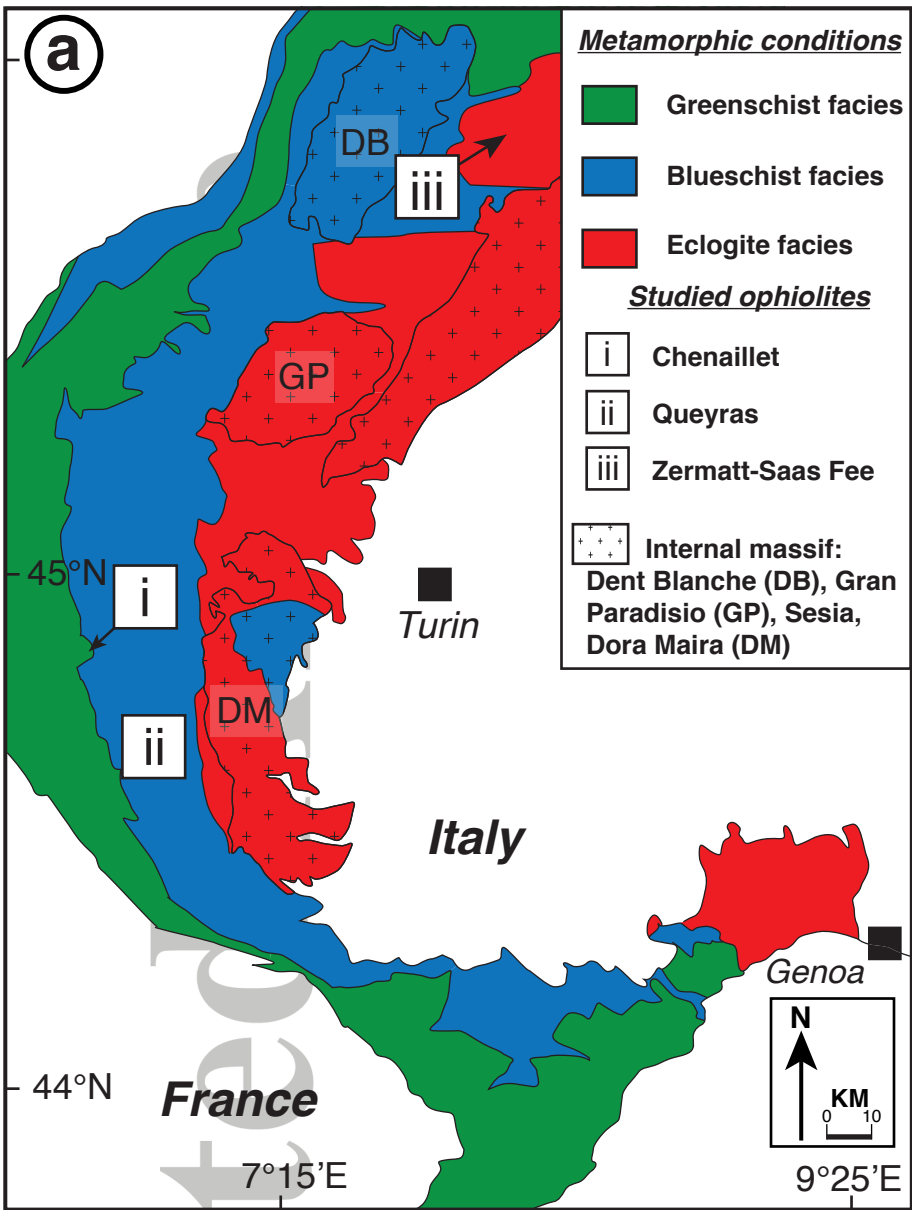 a
Metamorphic conditions
Greenschist facies
Blueschist facies
Eclogite facies
Studied ophiolites
i Chenaillet
ii Queyras
iii Zermatt-Saas Fee
Internal massif:
Dent Blanche (DB), Gran
Paradisio (GP), Sesia,
Dora Maira (DM)
DB
iii
GP
45°N
i
Turin
DM
ii
Italy
Genoa
N
KM
0 10
44°N
France
7°15'E
9°25'E